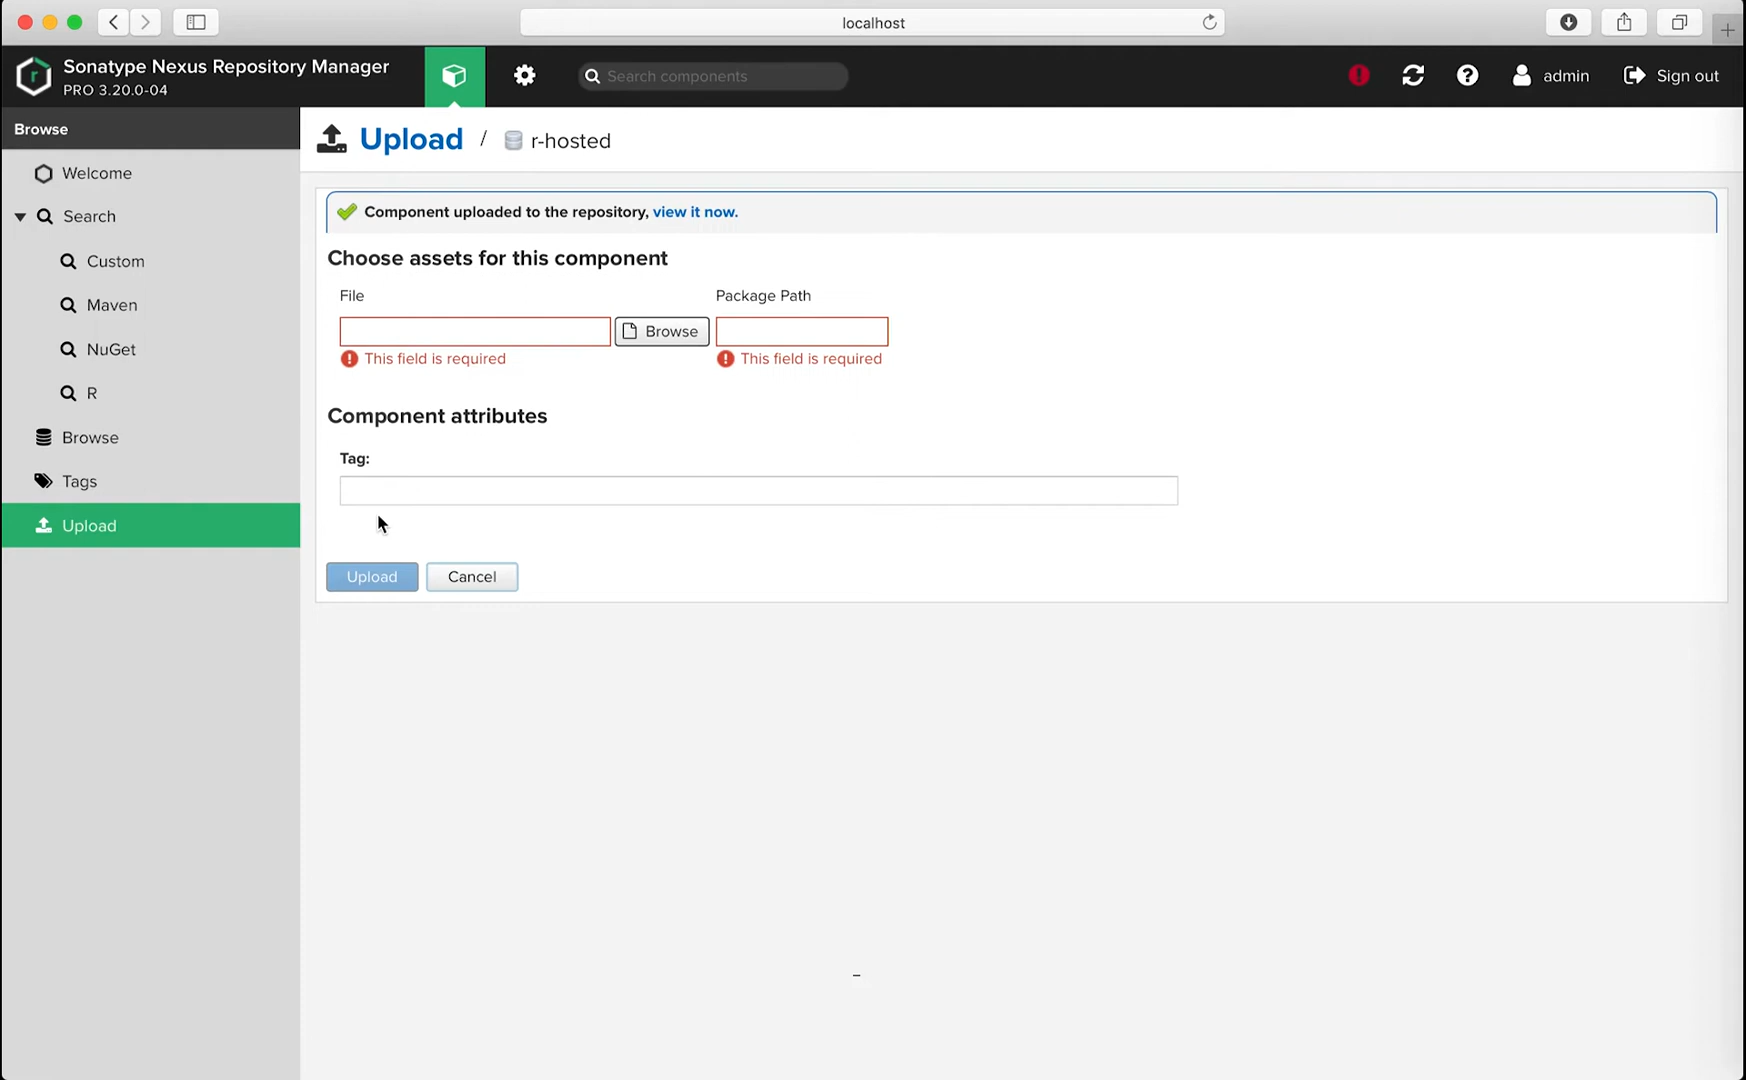 localhost
Sonatype Nexus Repository Manager
PRO 3.20.0-04
Search components
admin
Sign out
Browse
Welcome
Search
Custom
Maven
NuGet
R
Browse
Tags
Upload
Upload / r-hosted
Component uploaded to the repository, view it now.
Choose assets for this component
File Package Path
Browse
This field is required This field is required
Component attributes
Tag:
Upload Cancel